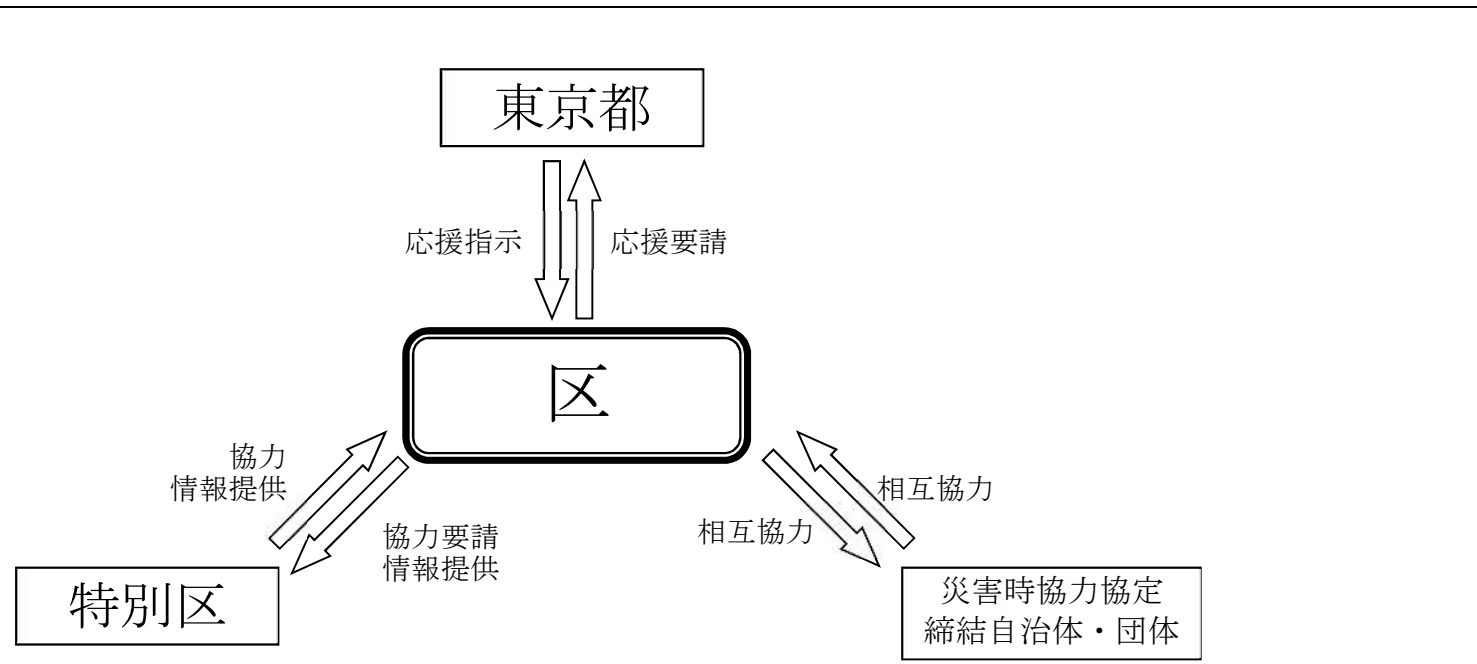 東京都
応援指示
応援要請
区
協力
情報提供
協力要請
情報提供
相互協力
相互協力
特別区
災害時協力協定
締結自治体・団体